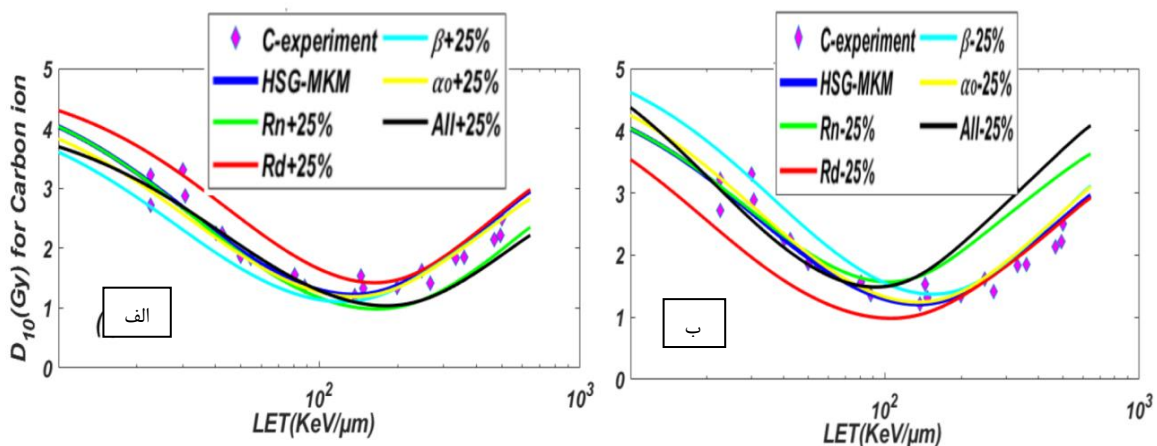 C-experiment β+25%
HSG-MKM α₀+25%
Rn+25% All+25%
Rd+25%
D₁₀(Gy) for Carbon ion
5
4
3
2
1
0
(
الف
10² 10³
LET(KeV/μm)
C-experiment β-25%
HSG-MKM α₀-25%
Rn-25% All-25%
Rd-25%
5
4
3
2
1
0
ب
10² 10³
LET(KeV/μm)